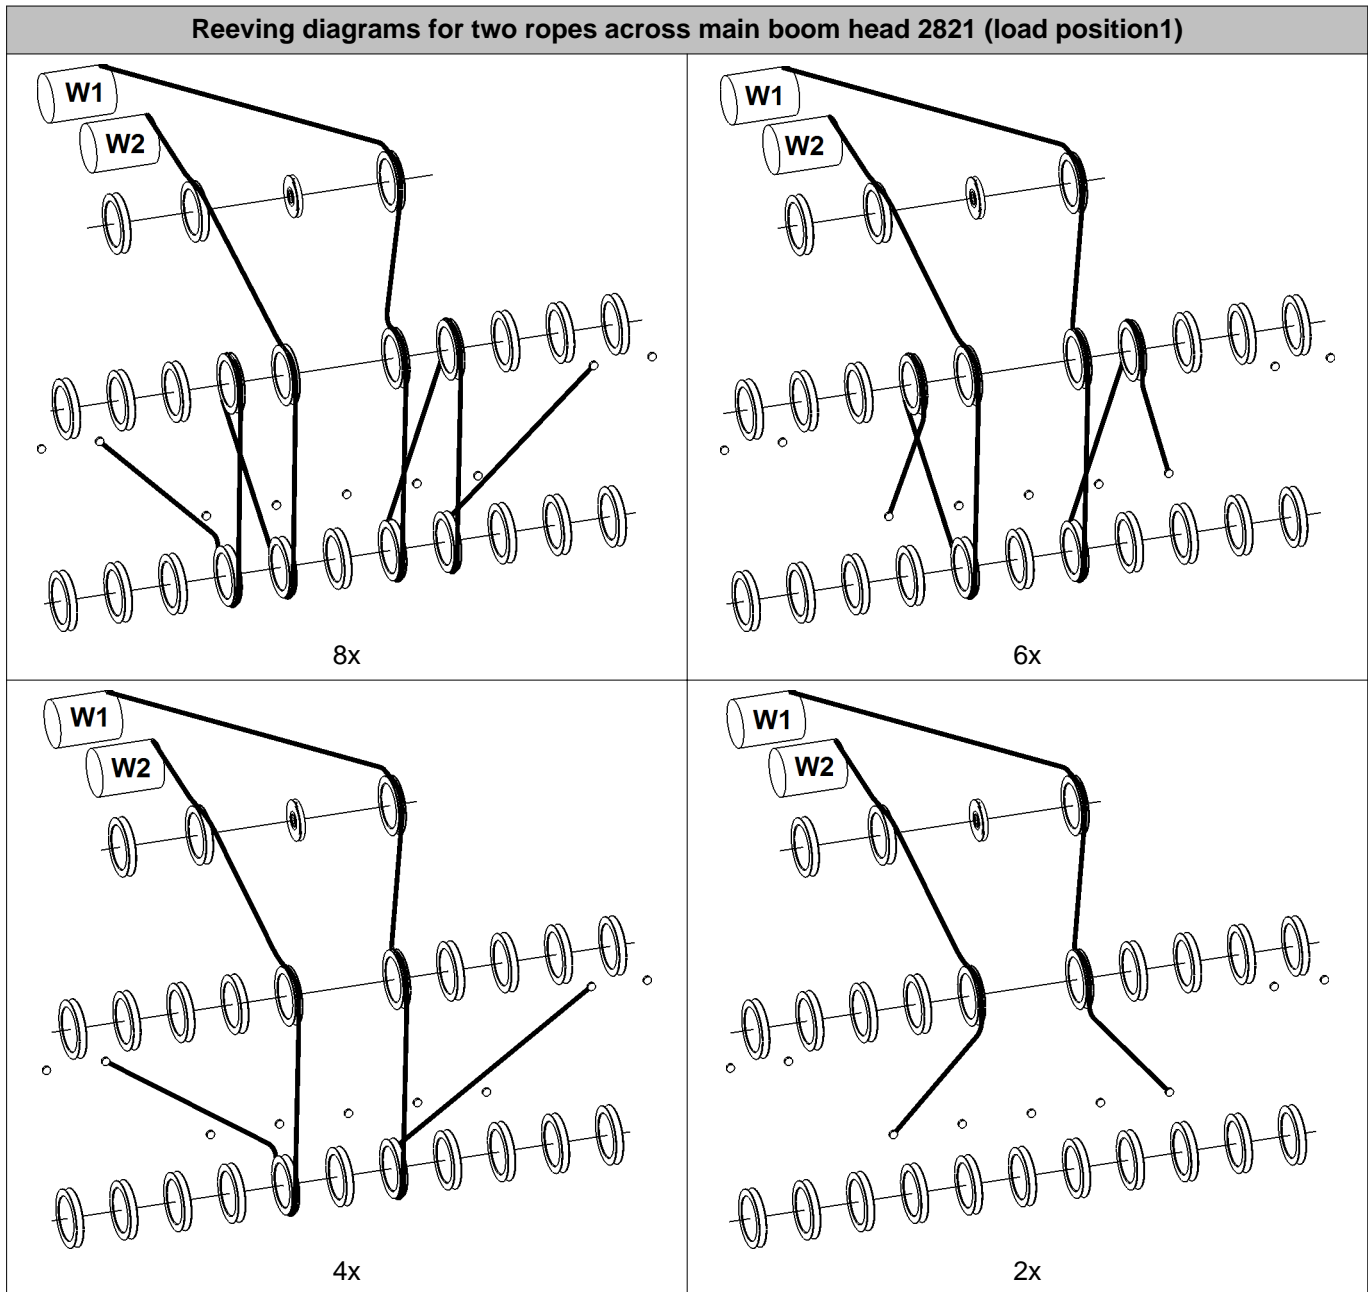 Reeving diagrams for two ropes across main boom head 2821 (load position1)
W1
W2
W1
W2
8x
6x
W1
W2
W1
W2
4x
2x